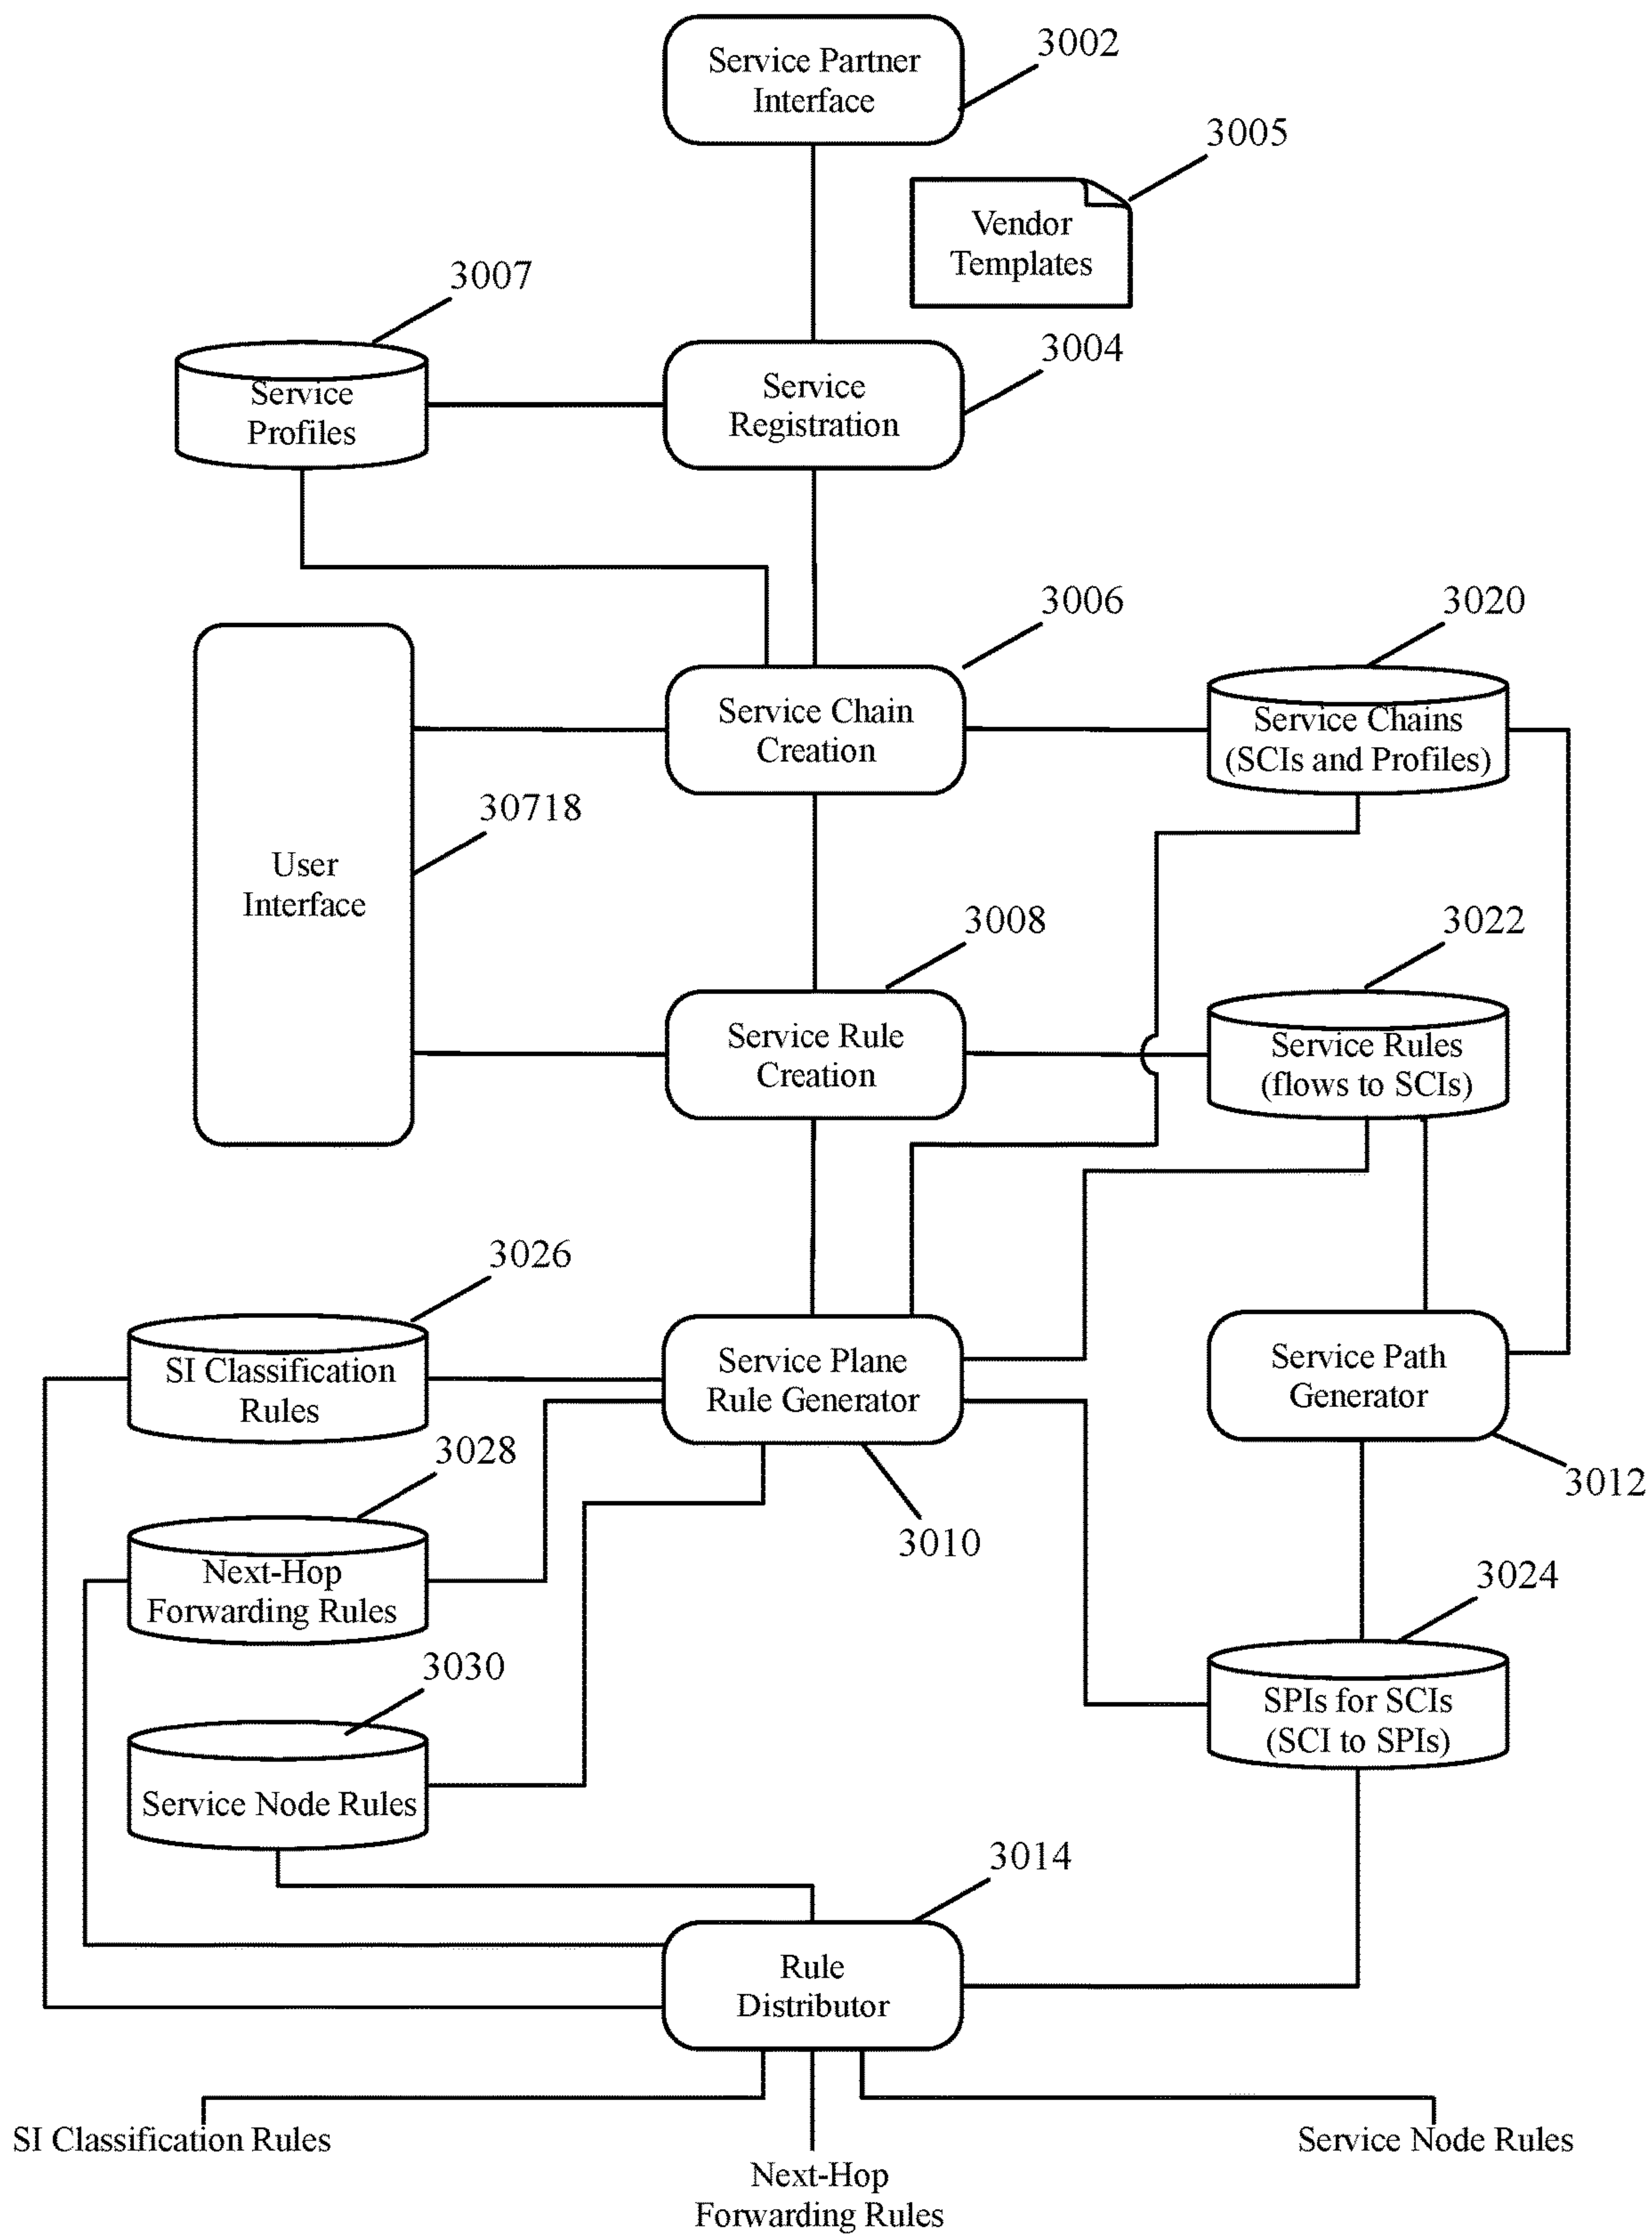 Service Partner
Interface
3002
3005
Vendor
Templates
3007
Service
Profiles
3004
Service
Registration
3006
3020
Service Chain
Creation
Service Chains
(SCIs and Profiles)
30718
User
Interface
3008
3022
Service Rule
Creation
Service Rules
(flows to SCIs)
3026
SI Classification
Rules
Service Plane
Rule Generator
Service Path
Generator
3028
3012
3010
Next-Hop
Forwarding Rules
3024
3030
SPIs for SCIs
(SCI to SPIs)
Service Node Rules
3014
Rule
Distributor
SI Classification Rules
Service Node Rules
Next-Hop
Forwarding Rules